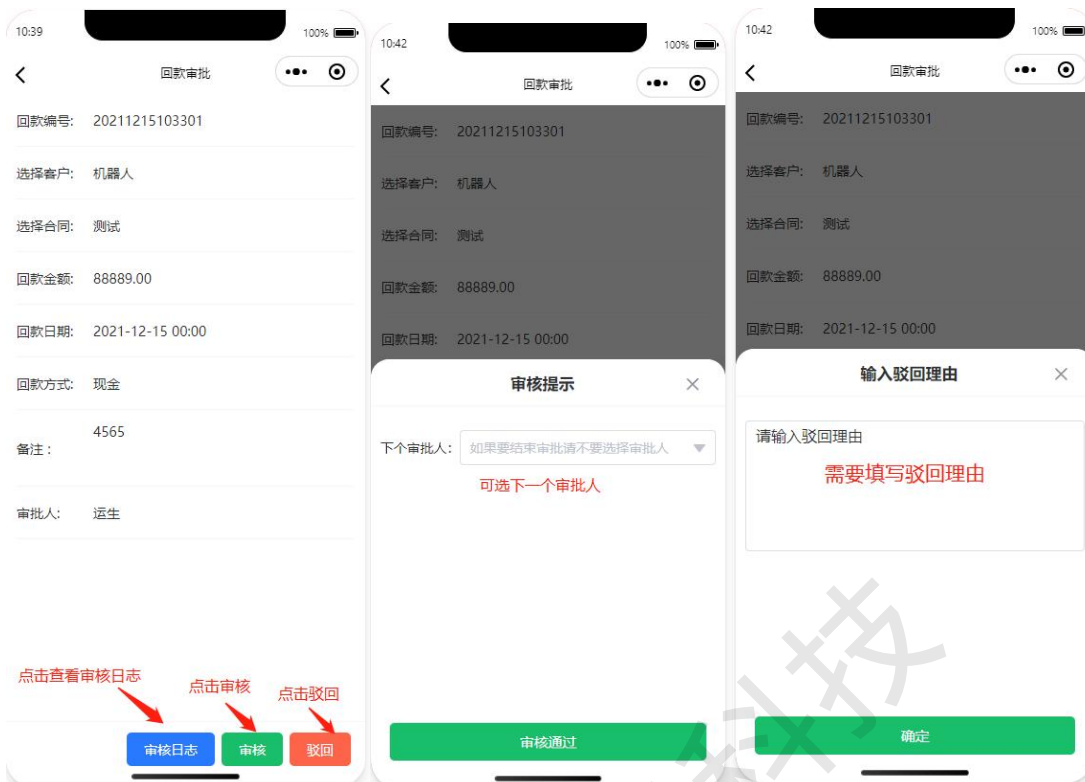 10:39
100%
回款审批
回款编号: 20211215103301
选择客户: 机器人
选择合同: 测试
回款金额: 88889.00
回款日期: 2021-12-15 00:00
回款方式: 现金
备注: 4565
审批人: 运生
点击查看审核日志
点击审核
点击驳回
审核日志
审核
驳回
10:42
100%
回款审批
回款编号: 20211215103301
选择客户: 机器人
选择合同: 测试
回款金额: 88889.00
回款日期: 2021-12-15 00:00
审核提示
下个审批人: 如果要结束审批请不要选择审批人
可选下一个审批人
审核通过
10:42
100%
回款审批
回款编号: 20211215103301
选择客户: 机器人
选择合同: 测试
回款金额: 88889.00
回款日期: 2021-12-15 00:00
输入驳回理由
请输入驳回理由
需要填写驳回理由
确定
科技